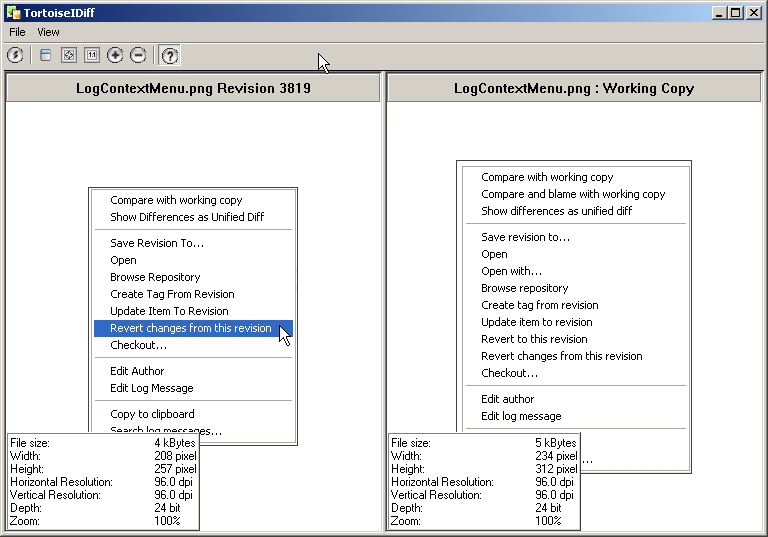 TortoiseIDiff
File View
1:1
LogContextMenu.png Revision 3819
Compare with working copy
Show Differences as Unified Diff
Save Revision To...
Open
Browse Repository
Create Tag From Revision
Update Item To Revision
Revert changes from this revision
Checkout...
Edit Author
Edit Log Message
Copy to clipboard
Search log messages...
File size: 4 kBytes
Width: 208 pixel
Height: 257 pixel
Horizontal Resolution: 96.0 dpi
Vertical Resolution: 96.0 dpi
Depth: 24 bit
Zoom: 100%
LogContextMenu.png : Working Copy
Compare with working copy
Compare and blame with working copy
Show differences as unified diff
Save revision to...
Open
Open with...
Browse repository
Create tag from revision
Update item to revision
Revert to this revision
Revert changes from this revision
Checkout...
Edit author
Edit log message
...
File size: 5 kBytes
Width: 234 pixel
Height: 312 pixel
Horizontal Resolution: 96.0 dpi
Vertical Resolution: 96.0 dpi
Depth: 24 bit
Zoom: 100%